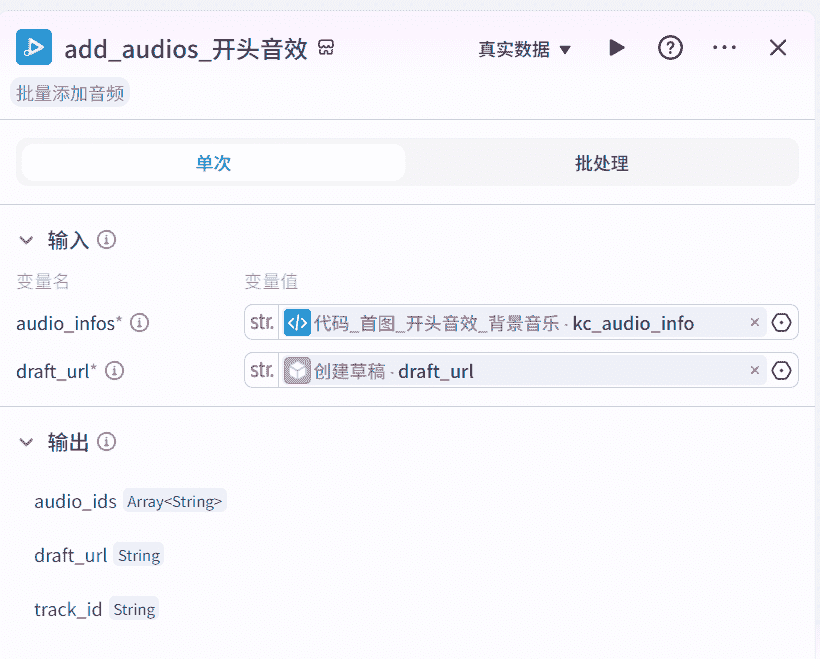 add_audios_开头音效 真实数据
批量添加音频
单次 批处理
输入
变量名 变量值
audio_infos* str. 代码_首图_开头音效_背景音乐 · kc_audio_info
draft_url* str. 创建草稿 · draft_url
输出
audio_ids Array<String>
draft_url String
track_id String